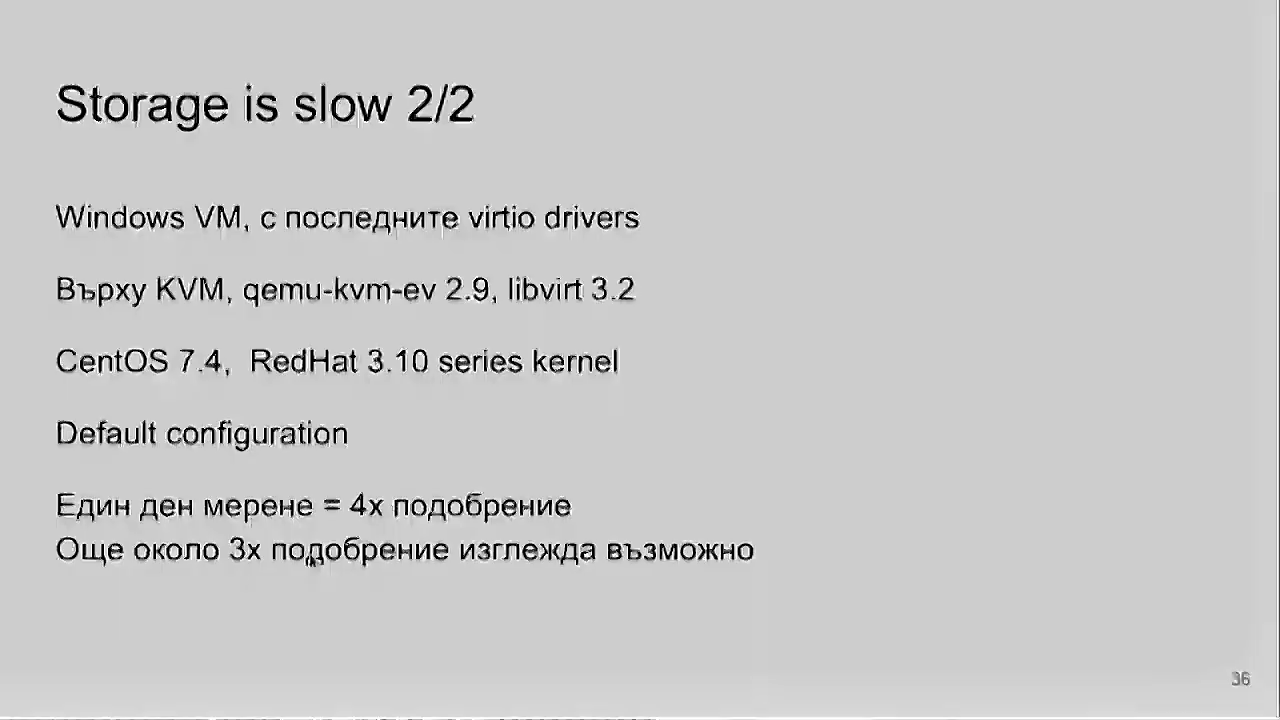 Storage is slow 2/2
Windows VM, с последните virtio drivers
Върху KVM, qemu-kvm-ev 2.9, libvirt 3.2
CentOS 7.4,  RedHat 3.10 series kernel
Default configuration
Един ден мерене = 4x подобрение
Още около 3x подобрение изглежда възможно
36